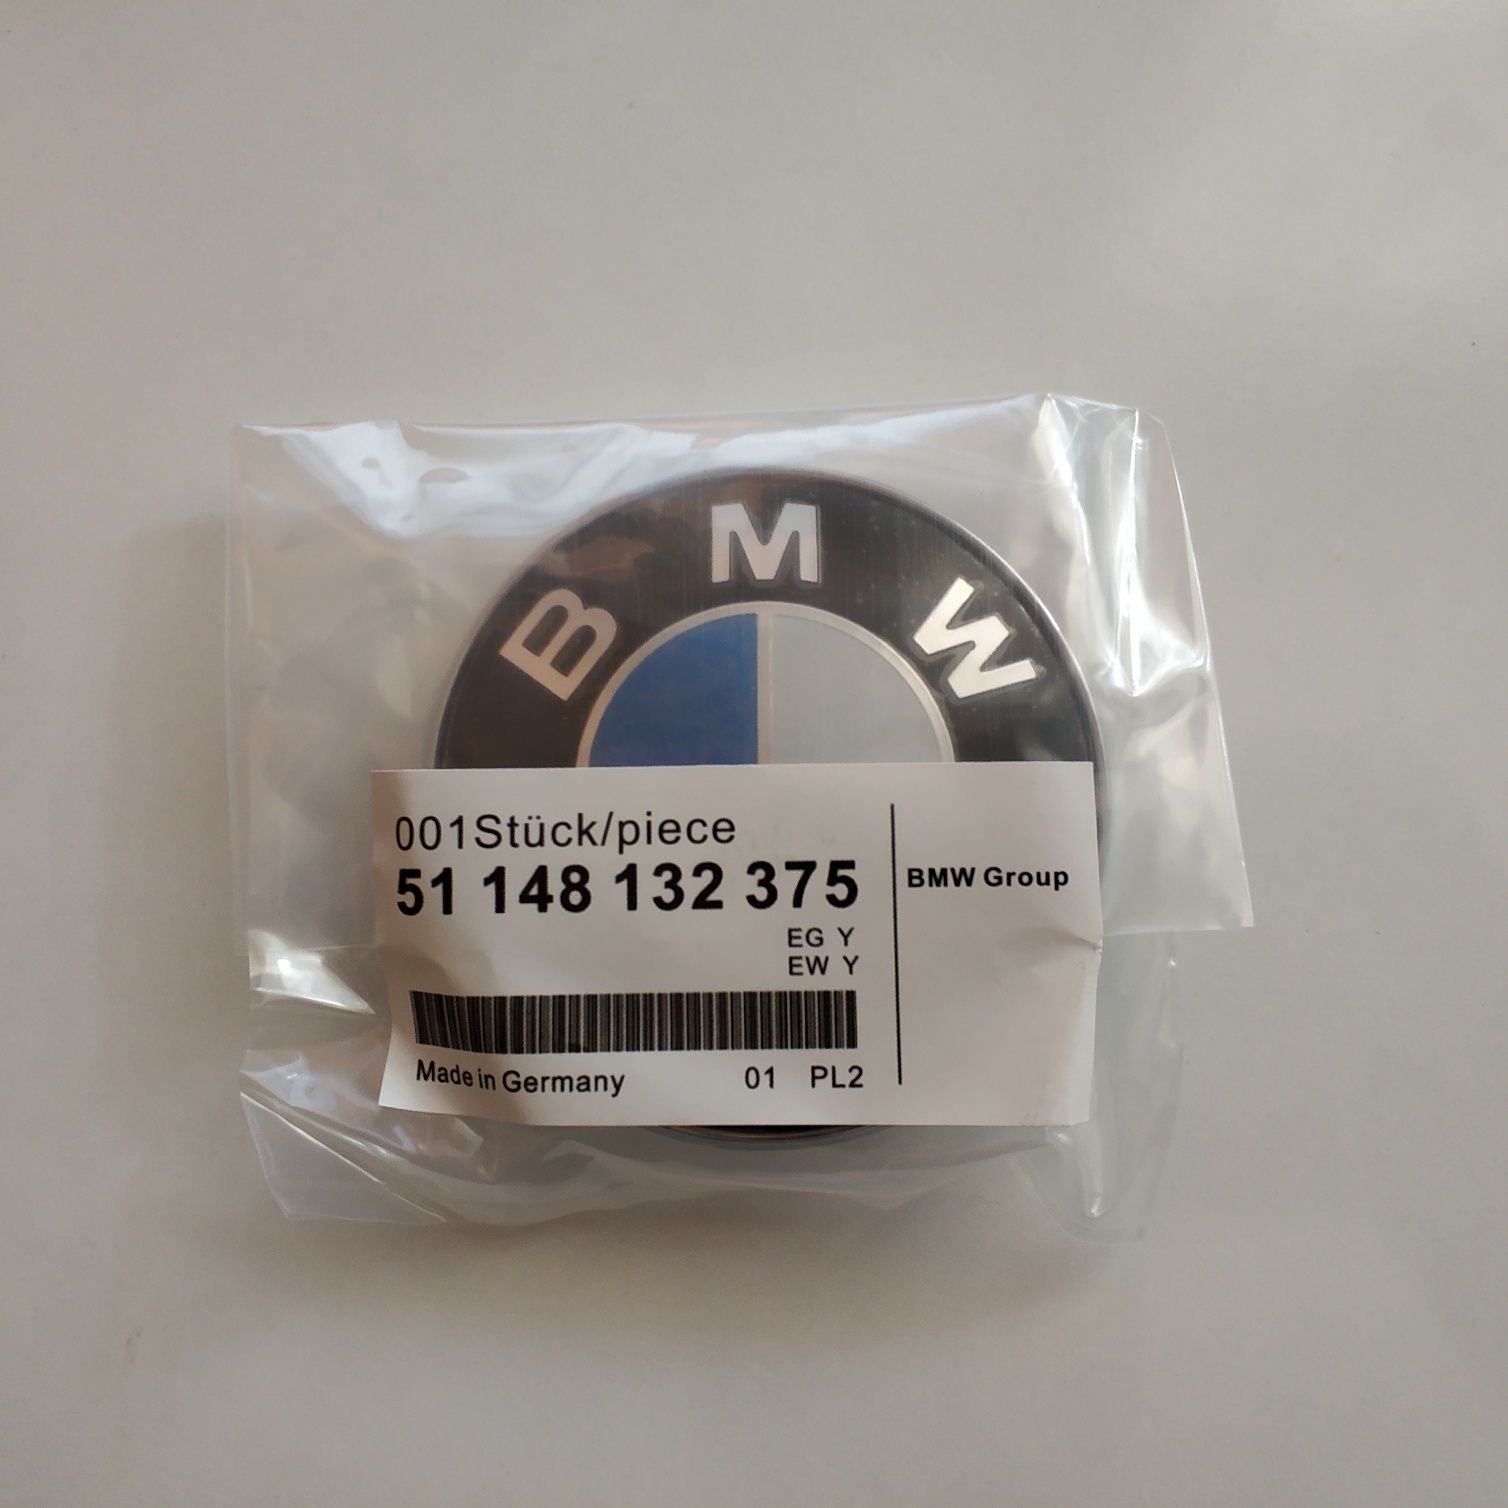 BMW
001Stück/piece
51 148 132 375
BMW Group
EG Y
EW Y
Made in Germany 01 PL2